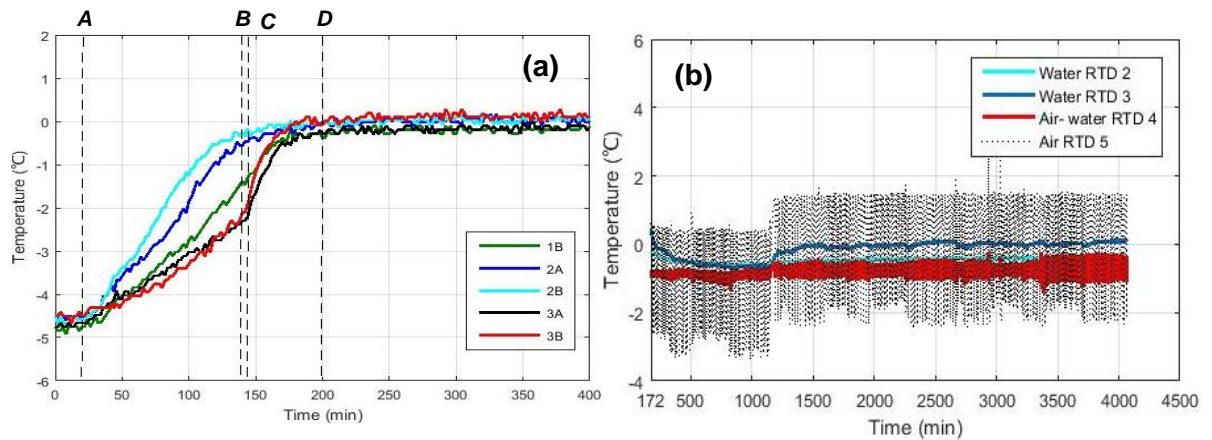 A B C D
(a)
2
1
0
-1
-2
-3
-4
-5
-6
Temperature (℃)
1B
2A
2B
3A
3B
0 50 100 150 200 250 300 350 400
Time (min)
(b)
6
4
2
0
-2
-4
Temperature (℃)
Water RTD 2
Water RTD 3
Air- water RTD 4
Air RTD 5
172 500 1000 1500 2000 2500 3000 3500 4000 4500
Time (min)